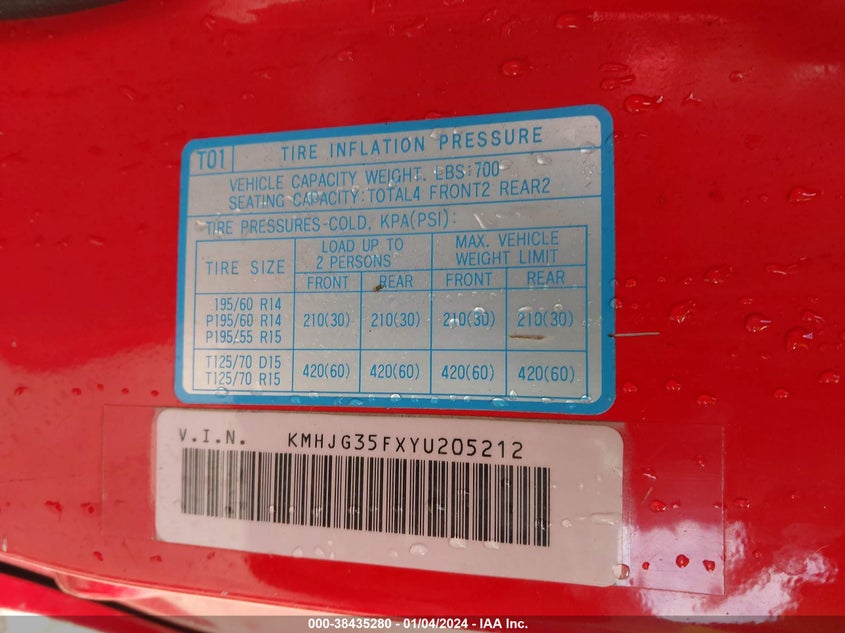 T01 TIRE INFLATION PRESSURE
VEHICLE CAPACITY WEIGHT. LBS:700
SEATING CAPACITY:TOTAL4 FRONT2 REAR2
TIRE PRESSURES-COLD, KPA(PSI):
TIRE SIZE
LOAD UP TO
2 PERSONS
MAX. VEHICLE
WEIGHT LIMIT
FRONT REAR FRONT REAR
195/60 R14
P195/60 R14
P195/55 R15
210(30) 210(30) 210(30) 210(30)
T125/70 D15
T125/70 R15
420(60) 420(60) 420(60) 420(60)
V.I.N. KMHJG35FXYU205212
000-38435280 - 01/04/2024 - IAA Inc.